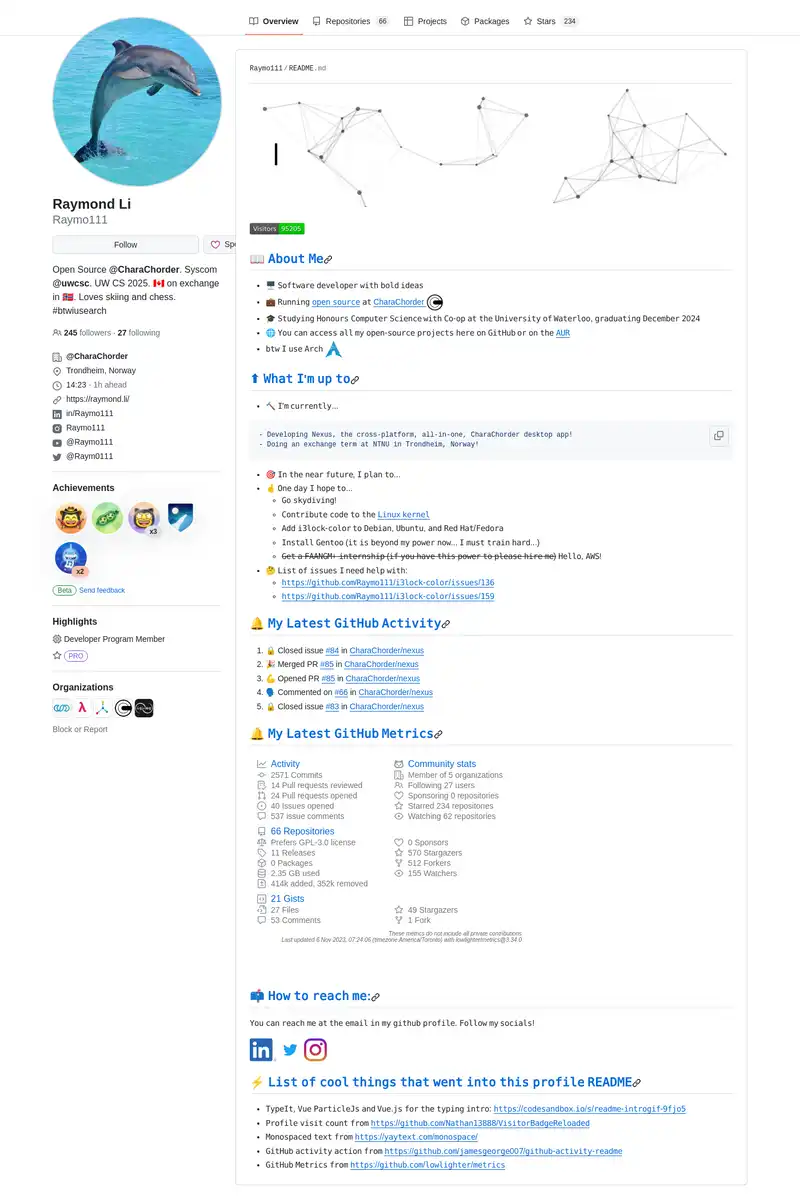 Overview
Repositories 66
Projects
Packages
Stars 234
Raymond Li
Raymo111
Follow
Open Source @CharaChorder. Syscom
@uwcsc. UW CS 2025. 🇨🇦 on exchange
in 🇳🇴. Loves skiing and chess.
#btwiusearch
245 followers · 27 following
@CharaChorder
Trondheim, Norway
14:23 - 1h ahead
https://raymond.li/
in/Raymo111
Raymo111
@Raymo111
@Raym0111
Achievements
x3
x2
Beta Send feedback
Highlights
Developer Program Member
PRO
Organizations
Block or Report
Raymo111/README.md
Visitors 95205
📖 About Me
🖥️ Software developer with bold ideas
💼 Running open source at CharaChorder
🎓 Studying Honours Computer Science with Co-op at the University of Waterloo, graduating December 2024
🌐 You can access all my open-source projects here on GitHub or on the AUR
btw I use Arch
⬆ What I'm up to
🔨 I'm currently...
- Developing Nexus, the cross-platform, all-in-one, CharaChorder desktop app!
- Doing an exchange term at NTNU in Trondheim, Norway!
🎯 In the near future, I plan to...
🤞 One day I hope to...
Go skydiving!
Contribute code to the Linux kernel
Add i3lock-color to Debian, Ubuntu, and Red Hat/Fedora
Install Gentoo (it is beyond my power now... I must train hard...)
Get a FAANGM+ internship (if you have this power to please hire me) Hello, AWS!
🤔 List of issues I need help with:
https://github.com/Raymo111/i3lock-color/issues/136
https://github.com/Raymo111/i3lock-color/issues/159
🔔 My Latest GitHub Activity
1. 🔒 Closed issue #84 in CharaChorder/nexus
2. 🎉 Merged PR #85 in CharaChorder/nexus
3. 💪 Opened PR #85 in CharaChorder/nexus
4. 🗣 Commented on #66 in CharaChorder/nexus
5. 🔒 Closed issue #83 in CharaChorder/nexus
🔔 My Latest GitHub Metrics
Activity
2571 Commits
14 Pull requests reviewed
24 Pull requests opened
40 Issues opened
537 issue comments
Community stats
Member of 5 organizations
Following 27 users
Sponsoring 0 repositories
Starred 234 repositories
Watching 62 repositories
66 Repositories
Prefers GPL-3.0 license
11 Releases
0 Packages
2.35 GB used
414k added, 352k removed
0 Sponsors
570 Stargazers
512 Forkers
155 Watchers
21 Gists
27 Files
53 Comments
49 Stargazers
1 Fork
These metrics do not include all private contributions
Last updated 6 Nov 2023, 07:24:06 (timezone America/Toronto) with lowlighter/metrics@3.34.0
📫 How to reach me:
You can reach me at the email in my github profile. Follow my socials!
⚡ List of cool things that went into this profile README
TypeIt, Vue ParticleJs and Vue.js for the typing intro: https://codesandbox.io/s/readme-introgif-9fjo5
Profile visit count from https://github.com/Nathan13888/VisitorBadgeReloaded
Monospaced text from https://yaytext.com/monospace/
GitHub activity action from https://github.com/jamesgeorge007/github-activity-readme
GitHub Metrics from https://github.com/lowlighter/metrics